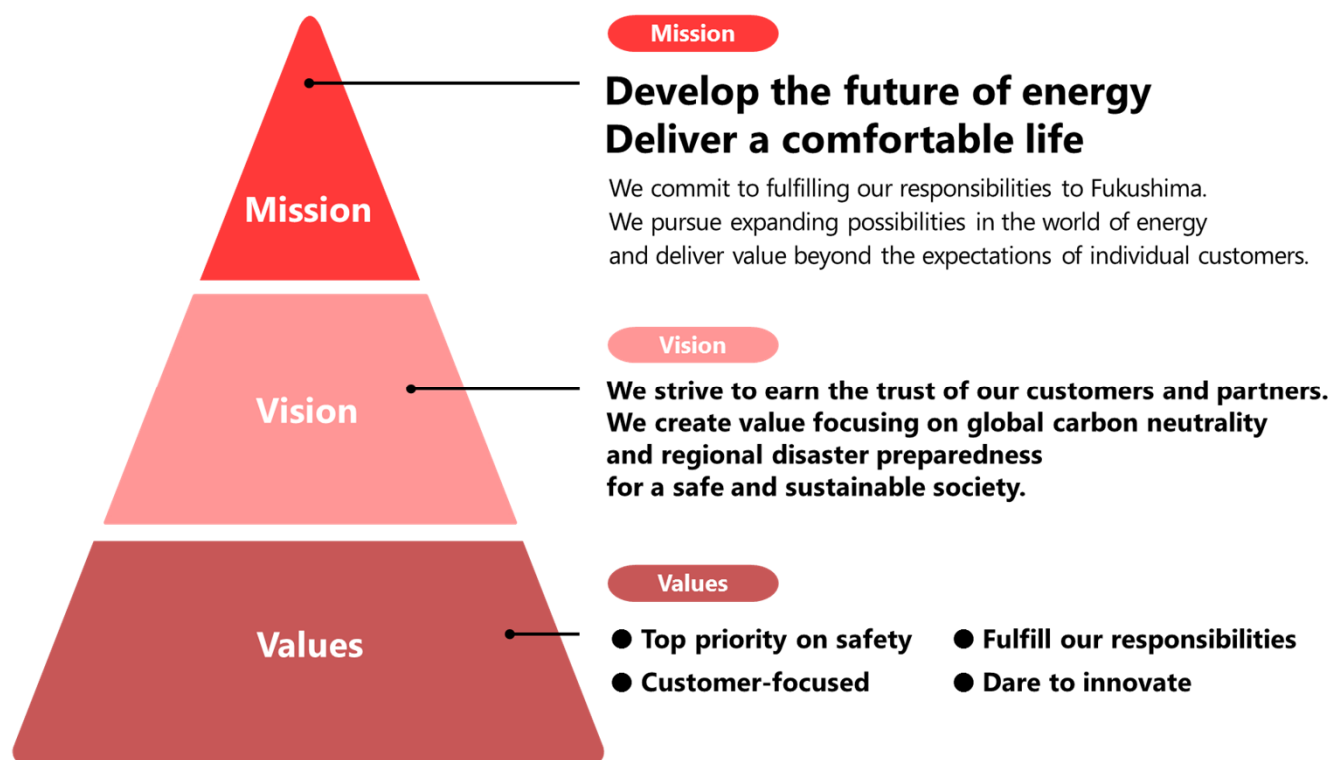 Mission
Mission
Develop the future of energy
Deliver a comfortable life
We commit to fulfilling our responsibilities to Fukushima.
We pursue expanding possibilities in the world of energy
and deliver value beyond the expectations of individual customers.
Vision
Vision
We strive to earn the trust of our customers and partners.
We create value focusing on global carbon neutrality
and regional disaster preparedness
for a safe and sustainable society.
Values
Values
● Top priority on safety
● Fulfill our responsibilities
● Customer-focused
● Dare to innovate